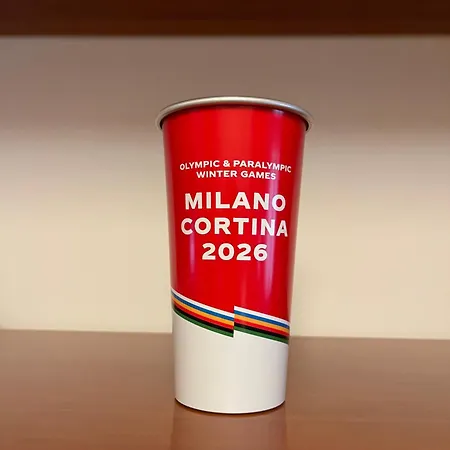 OLYMPIC & PARALYMPIC
WINTER GAMES
MILANO
CORTINA
2026